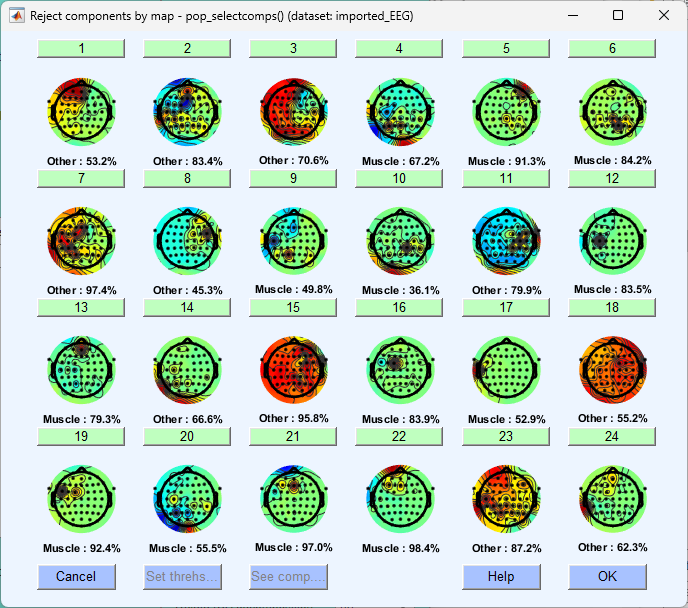 Reject components by map - pop_selectcomps() (dataset: imported_EEG)
1 2 3 4 5 6
Other : 53.2% Other : 83.4% Other : 70.6% Muscle : 67.2% Muscle : 91.3% Muscle : 84.2%
7 8 9 10 11 12
Other : 97.4% Other : 45.3% Muscle : 49.8% Muscle : 36.1% Other : 79.9% Muscle : 83.5%
13 14 15 16 17 18
Muscle : 79.3% Other : 66.6% Other : 95.8% Muscle : 83.9% Muscle : 52.9% Other : 55.2%
19 20 21 22 23 24
Muscle : 92.4% Muscle : 55.5% Muscle : 97.0% Muscle : 98.4% Other : 87.2% Other : 62.3%
Cancel Set threhs... See comp.... Help OK